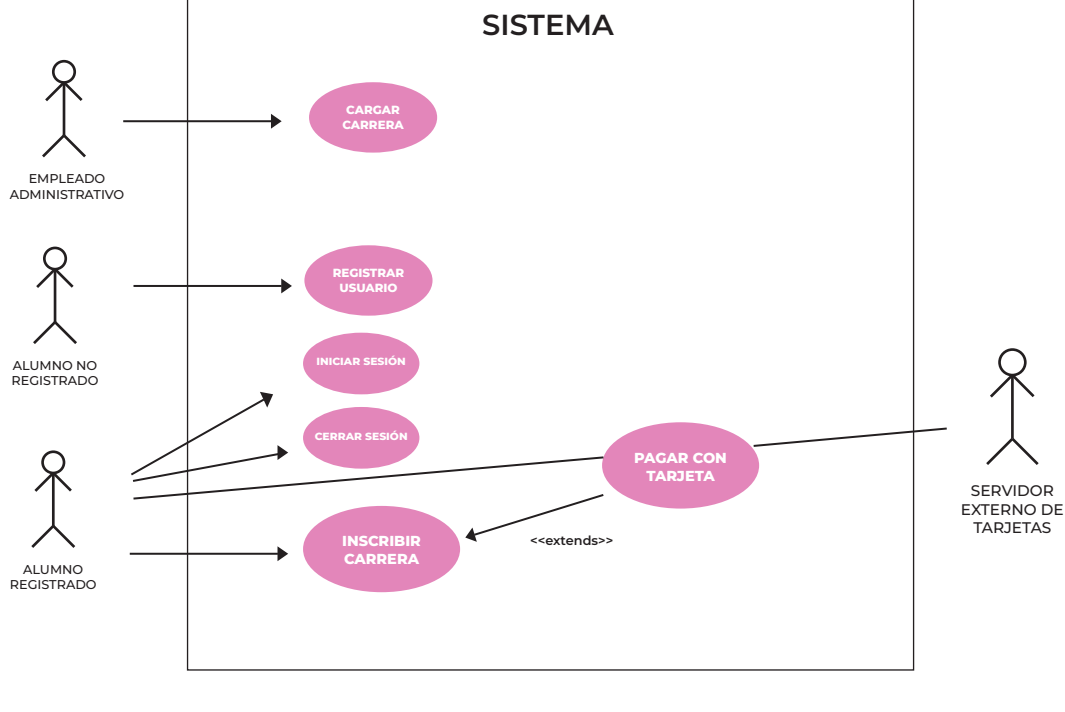 SISTEMA
CARGAR
CARRERA
EMPLEADO
ADMINISTRATIVO
REGISTRAR
USUARIO
ALUMNO NO
REGISTRADO
INICIAR SESIÓN
CERRAR SESIÓN
PAGAR CON
TARJETA
SERVIDOR
EXTERNO DE
TARJETAS
<<extends>>
INSCRIBIR
CARRERA
ALUMNO
REGISTRADO